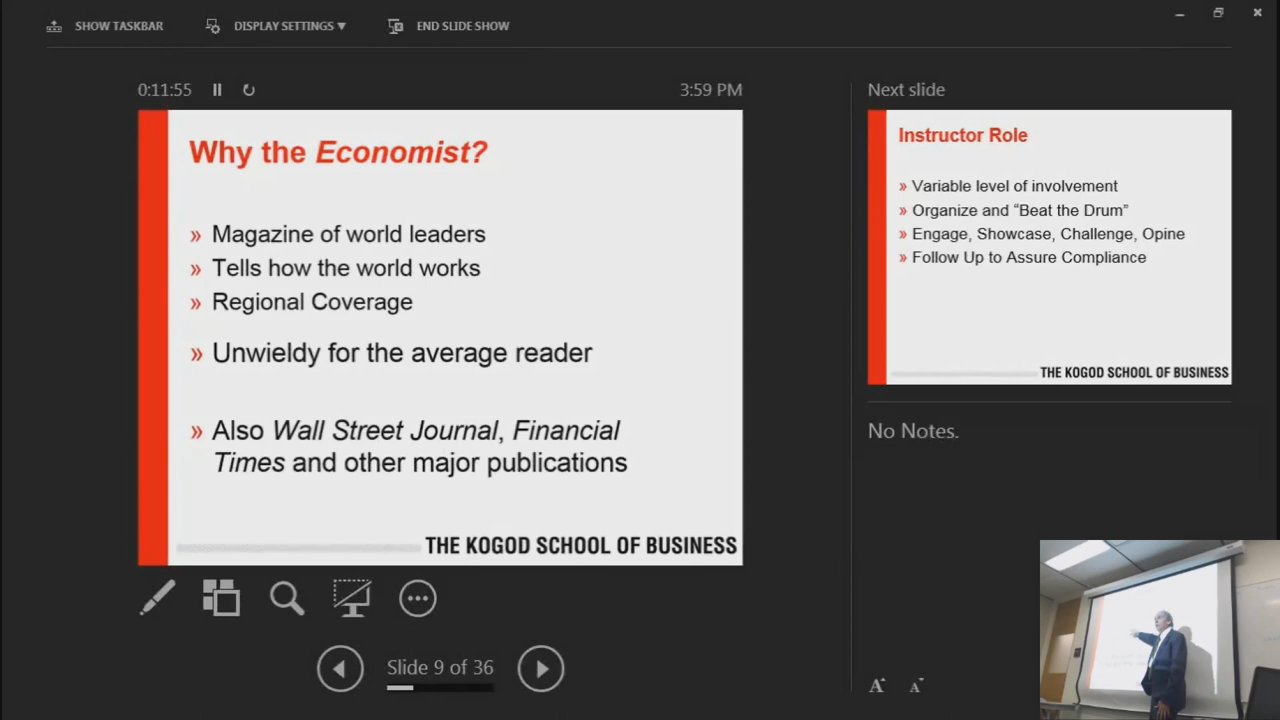 SHOW TASKBAR DISPLAY SETTINGS ▼ END SLIDE SHOW
0:11:55 3:59 PM
Why the Economist?
» Magazine of world leaders
» Tells how the world works
» Regional Coverage
» Unwieldy for the average reader
» Also Wall Street Journal, Financial
Times and other major publications
THE KOGOD SCHOOL OF BUSINESS
Slide 9 of 36
Next slide
Instructor Role
» Variable level of involvement
» Organize and “Beat the Drum”
» Engage, Showcase, Challenge, Opine
» Follow Up to Assure Compliance
THE KOGOD SCHOOL OF BUSINESS
No Notes.
A A